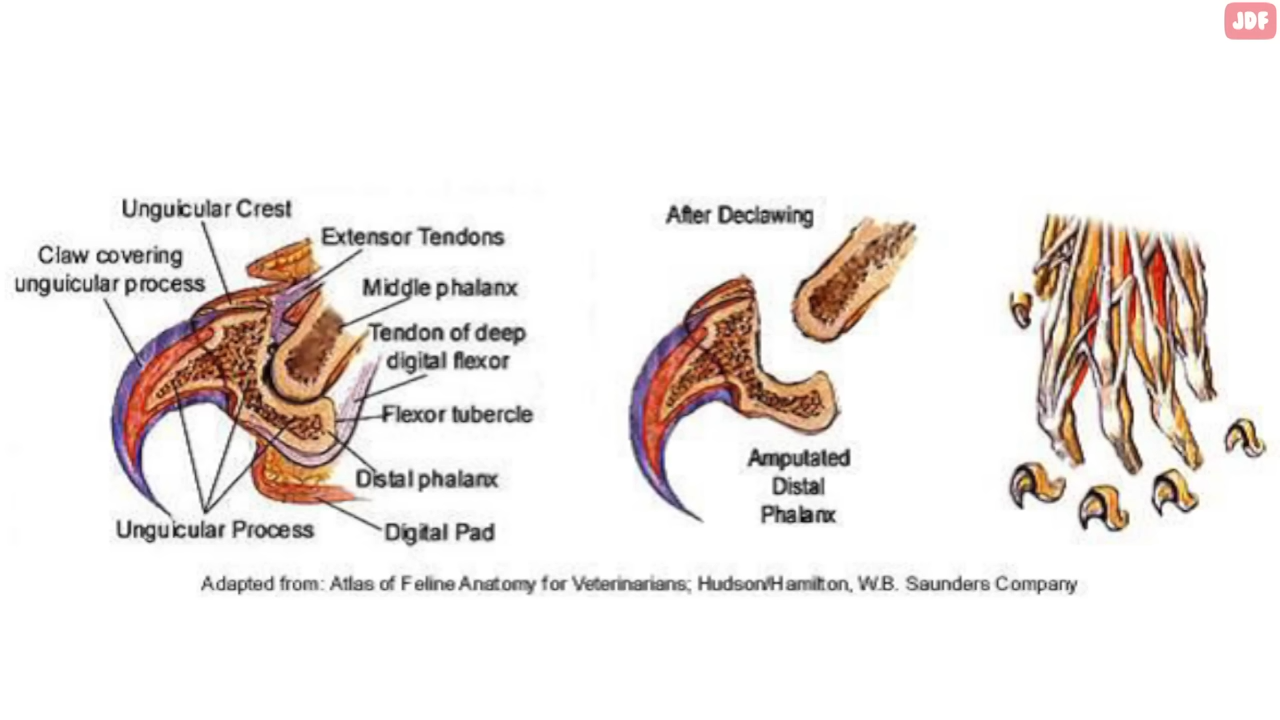 JDF
Unguicular Crest
Extensor Tendons
Claw covering
unguicular process
Middle phalanx
Tendon of deep
digital flexor
Flexor tubercle
Distal phalanx
Unguicular Process
Digital Pad
After Declawing
Amputated
Distal
Phalanx
Adapted from: Atlas of Feline Anatomy for Veterinarians; Hudson/Hamilton, W.B. Saunders Company